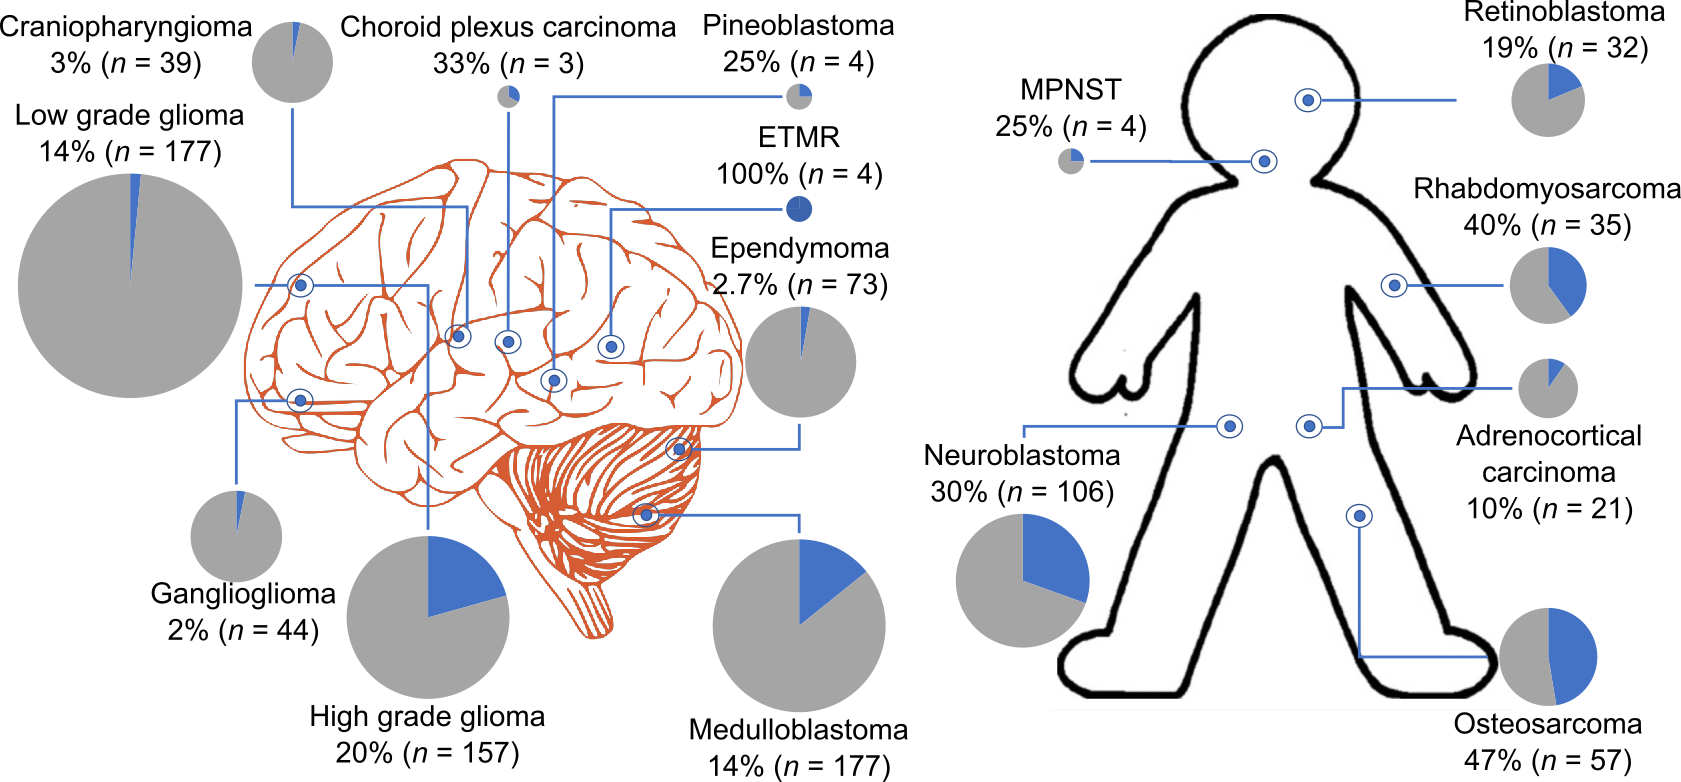 Craniopharyngioma
3% (n = 39)
Choroid plexus carcinoma
33% (n = 3)
Pineoblastoma
25% (n = 4)
Low grade glioma
14% (n = 177)
ETMR
100% (n = 4)
Ependymoma
2.7% (n = 73)
Ganglioglioma
2% (n = 44)
High grade glioma
20% (n = 157)
Medulloblastoma
14% (n = 177)
Retinoblastoma
19% (n = 32)
MPNST
25% (n = 4)
Rhabdomyosarcoma
40% (n = 35)
Neuroblastoma
30% (n = 106)
Adrenocortical
carcinoma
10% (n = 21)
Osteosarcoma
47% (n = 57)